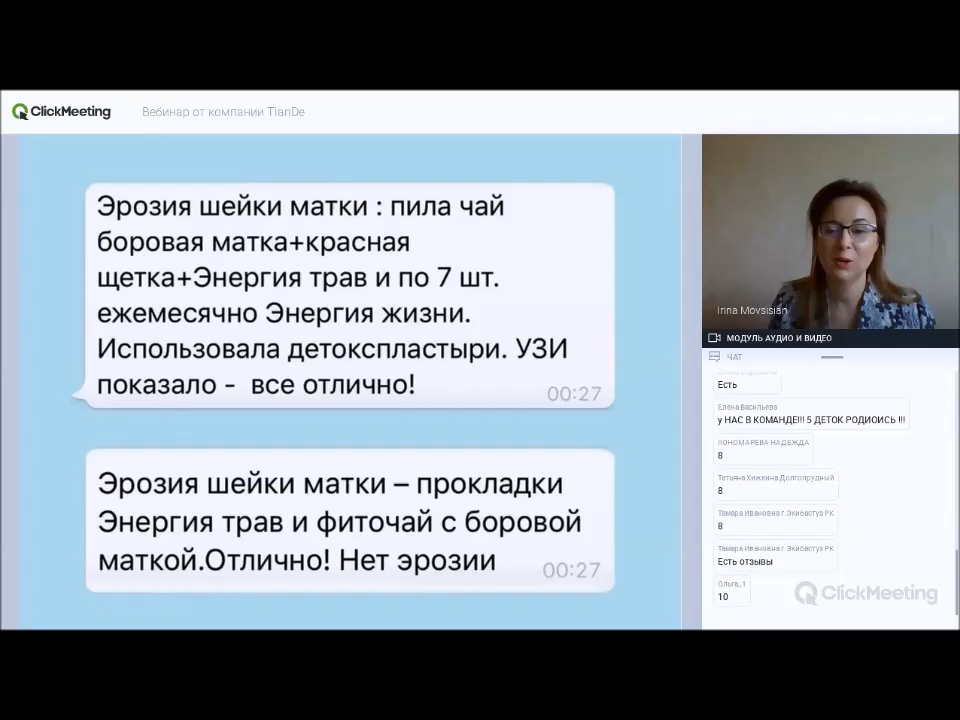 ClickMeeting
Вебинар от компании TianDe
Эрозия шейки матки : пила чай
боровая матка+красная
щетка+Энергия трав и по 7 шт.
ежемесячно Энергия жизни.
Использовала детокспластыри. УЗИ
показало - все отлично!
00:27
Эрозия шейки матки – прокладки
Энергия трав и фиточай с боровой
маткой.Отлично! Нет эрозии
00:27
Irina Movsisian
МОДУЛЬ АУДИО И ВИДЕО
ЧАТ
Есть
Елена Васильева
у НАС В КОМАНДЕ!!! 5 ДЕТОК РОДИОИСЬ !!!
ПОНОМАРЕВА НАДЕЖДА
8
Татьяна Хижкина Долгопрудный
8
Тамара Ивановна г.Экибастуз РК
8
Тамара Ивановна г.Экибастуз РК
Есть отзывы
Ольга_1
10
ClickMeeting